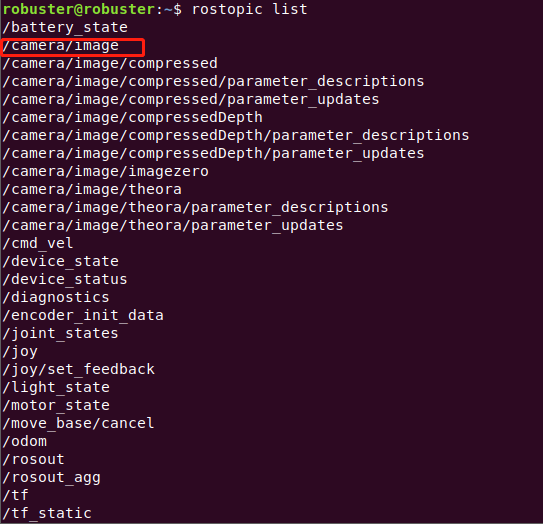 robuster@robuster:~$ rostopic list
/battery_state
/camera/image
/camera/image/compressed
/camera/image/compressed/parameter_descriptions
/camera/image/compressed/parameter_updates
/camera/image/compressedDepth
/camera/image/compressedDepth/parameter_descriptions
/camera/image/compressedDepth/parameter_updates
/camera/image/imagezero
/camera/image/theora
/camera/image/theora/parameter_descriptions
/camera/image/theora/parameter_updates
/cmd_vel
/device_state
/device_status
/diagnostics
/encoder_init_data
/joint_states
/joy
/joy/set_feedback
/light_state
/motor_state
/move_base/cancel
/odom
/rosout
/rosout_agg
/tf
/tf_static